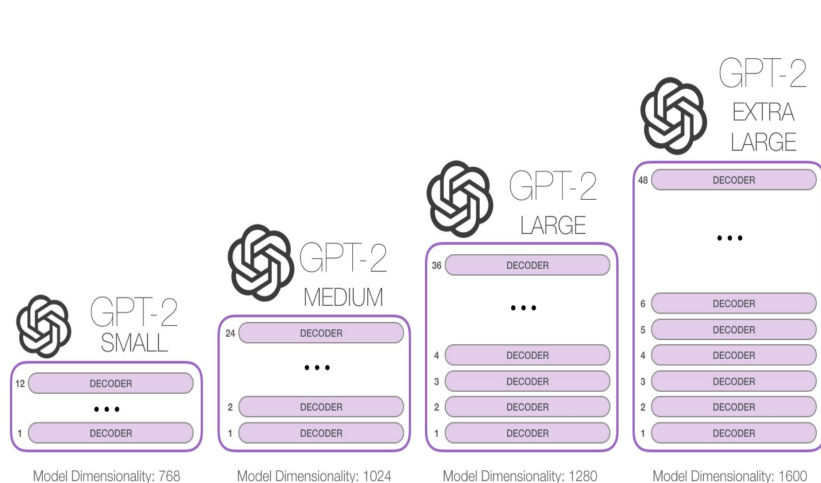 GPT-2
SMALL
12 DECODER
...
1 DECODER
Model Dimensionality: 768
GPT-2
MEDIUM
24 DECODER
...
2 DECODER
1 DECODER
Model Dimensionality: 1024
GPT-2
LARGE
36 DECODER
...
4 DECODER
3 DECODER
2 DECODER
1 DECODER
Model Dimensionality: 1280
GPT-2
EXTRA
LARGE
48 DECODER
...
6 DECODER
5 DECODER
4 DECODER
3 DECODER
2 DECODER
1 DECODER
Model Dimensionality: 1600